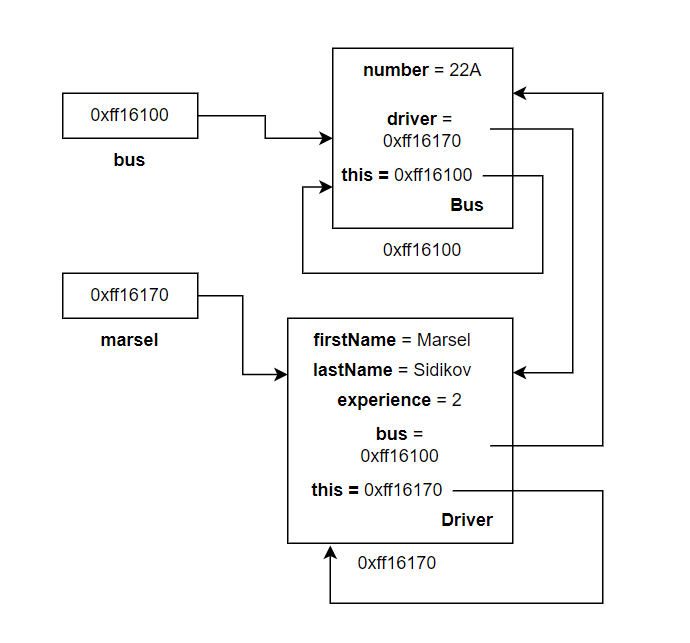 number = 22A
0xff16100
driver =
0xff16170
bus
this = 0xff16100
Bus
0xff16100
0xff16170
marsel
firstName = Marsel
lastName = Sidikov
experience = 2
bus =
0xff16100
this = 0xff16170
Driver
0xff16170